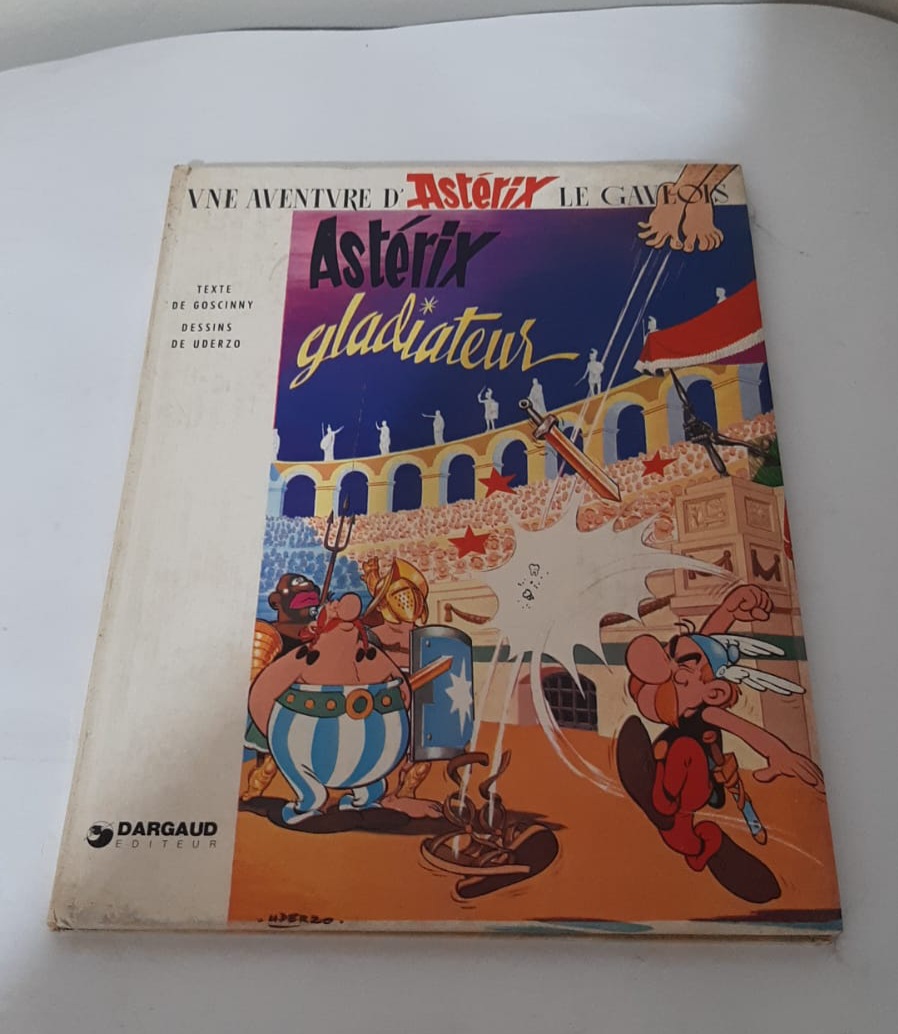 VNE AVENTVRE D'Astérix LE GAVLOIS
Astérix
gladiateur
TEXTE
DE GOSCINNY
DESSINS
DE UDERZO
DARGAUD
EDITEUR
·UDERZO·